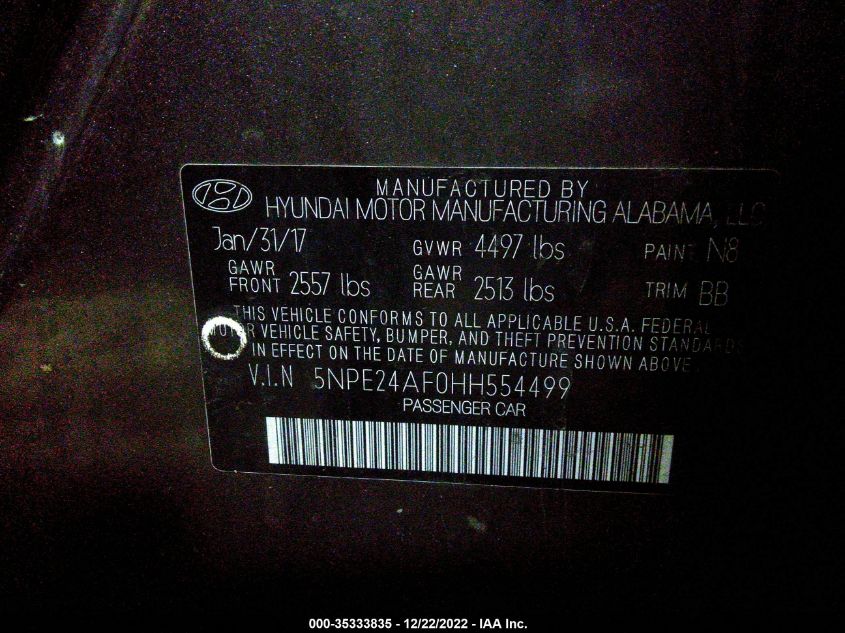 MANUFACTURED BY
HYUNDAI MOTOR MANUFACTURING ALABAMA, LLC
Jan/31/17 GVWR 4497 lbs PAINT N8
GAWR FRONT 2557 lbs GAWR REAR 2513 lbs TRIM BB
THIS VEHICLE CONFORMS TO ALL APPLICABLE U.S.A. FEDERAL
MOTOR VEHICLE SAFETY, BUMPER, AND THEFT PREVENTION STANDARDS
IN EFFECT ON THE DATE OF MANUFACTURE SHOWN ABOVE.
V.I.N 5NPE24AF0HH554499
PASSENGER CAR
000-35333835 - 12/22/2022 - IAA Inc.